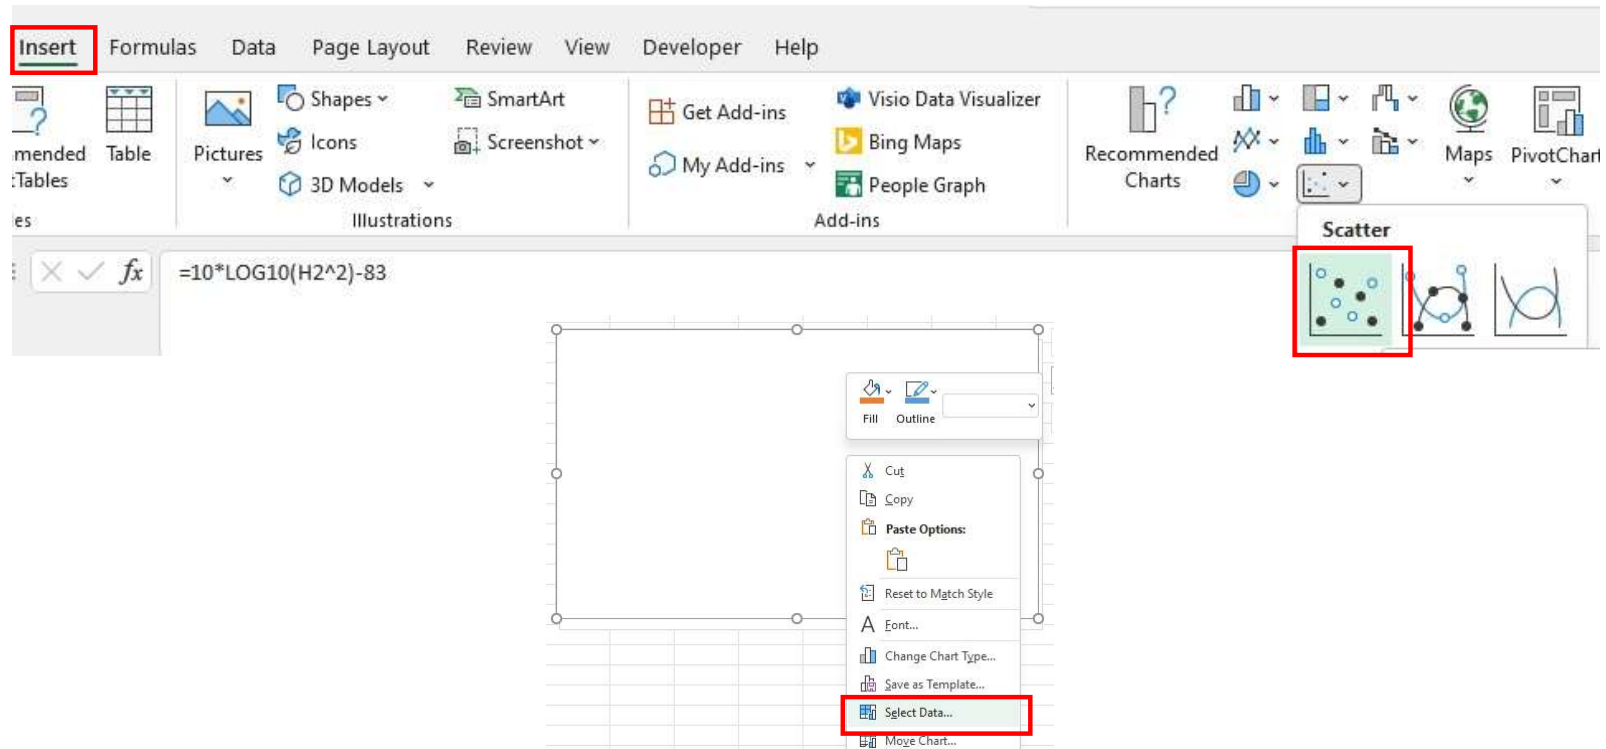 Insert Formulas Data Page Layout Review View Developer Help
Shapes SmartArt Visio Data Visualizer
Get Add-ins
Icons Screenshot Bing Maps
mended Table Pictures Recommended Maps PivotChart
Tables My Add-ins Charts
3D Models People Graph
es Illustrations Add-ins
Scatter
fx =10*LOG10(H2^2)-83
Fill Outline
Cut
Copy
Paste Options:
Reset to Match Style
Font...
Change Chart Type...
Save as Template...
Select Data...
Move Chart...